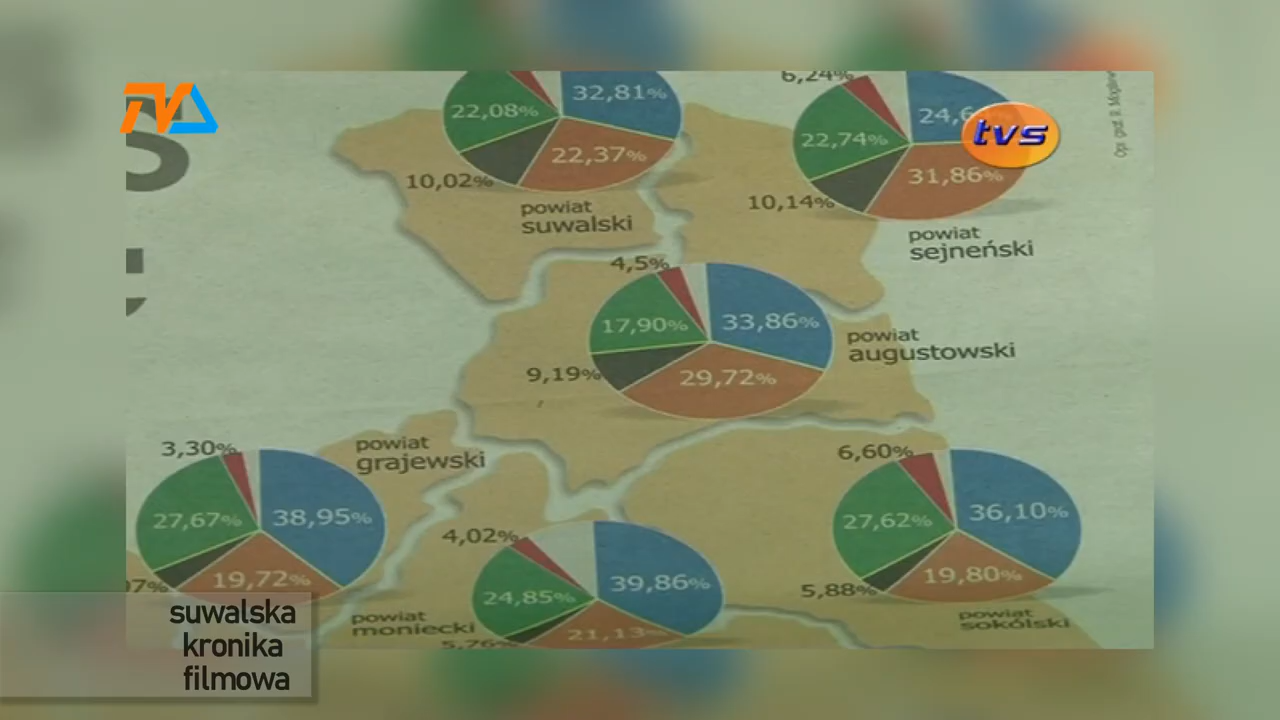 TVA
S
tvs
32,81%
22,08%
22,37%
10,02%
powiat
suwalski
6,24%
22,74%
31,86%
10,14%
powiat
sejneński
4,5%
17,90%
33,86%
9,19%
29,72%
powiat
augustowski
powiat
grajewski
3,30%
27,67%
38,95%
19,72%
4,02%
39,86%
24,85%
21,13%
5,76%
powiat
moniecki
6,60%
27,62%
36,10%
5,88%
19,80%
powiat
sokólski
suwalska
kronika
filmowa